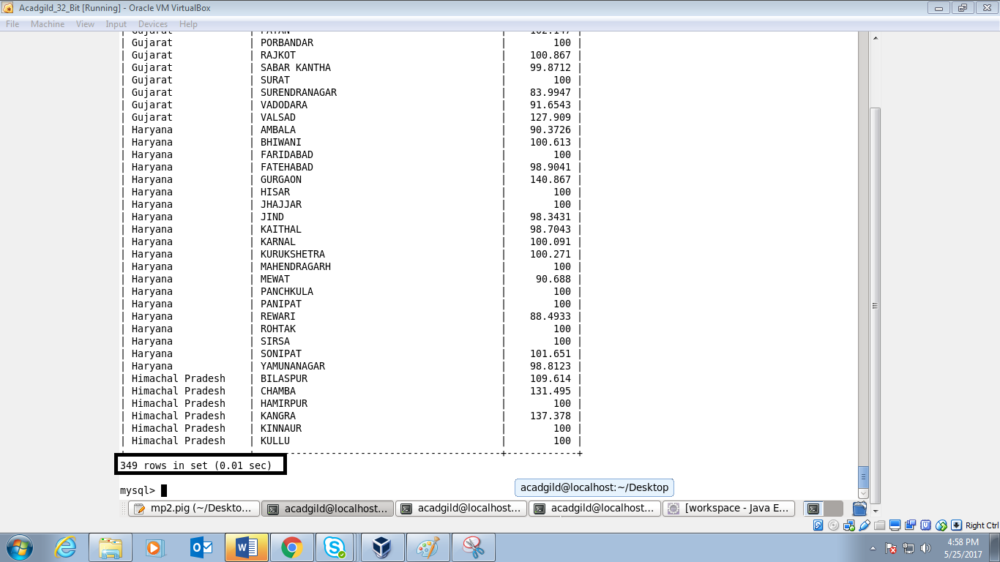 Acadgild_32_Bit [Running] - Oracle VM VirtualBox
File Machine View Input Devices Help
| Gujarat | PATAN | 102.147 |
| Gujarat | PORBANDAR | 100 |
| Gujarat | RAJKOT | 100.867 |
| Gujarat | SABAR KANTHA | 99.8712 |
| Gujarat | SURAT | 100 |
| Gujarat | SURENDRANAGAR | 83.9947 |
| Gujarat | VADODARA | 91.6543 |
| Gujarat | VALSAD | 127.909 |
| Haryana | AMBALA | 90.3726 |
| Haryana | BHIWANI | 100.613 |
| Haryana | FARIDABAD | 100 |
| Haryana | FATEHABAD | 98.9041 |
| Haryana | GURGAON | 140.867 |
| Haryana | HISAR | 100 |
| Haryana | JHAJJAR | 100 |
| Haryana | JIND | 98.3431 |
| Haryana | KAITHAL | 98.7043 |
| Haryana | KARNAL | 100.091 |
| Haryana | KURUKSHETRA | 100.271 |
| Haryana | MAHENDRAGARH | 100 |
| Haryana | MEWAT | 90.688 |
| Haryana | PANCHKULA | 100 |
| Haryana | PANIPAT | 100 |
| Haryana | REWARI | 88.4933 |
| Haryana | ROHTAK | 100 |
| Haryana | SIRSA | 100 |
| Haryana | SONIPAT | 101.651 |
| Haryana | YAMUNANAGAR | 98.8123 |
| Himachal Pradesh | BILASPUR | 109.614 |
| Himachal Pradesh | CHAMBA | 131.495 |
| Himachal Pradesh | HAMIRPUR | 100 |
| Himachal Pradesh | KANGRA | 137.378 |
| Himachal Pradesh | KINNAUR | 100 |
| Himachal Pradesh | KULLU | 100 |
349 rows in set (0.01 sec)
mysql>
acadgild@localhost:~/Desktop
mp2.pig (~/Deskto... acadgild@localhost... acadgild@localhost... acadgild@localhost... [workspace - Java E...
Right Ctrl
4:58 PM
5/25/2017